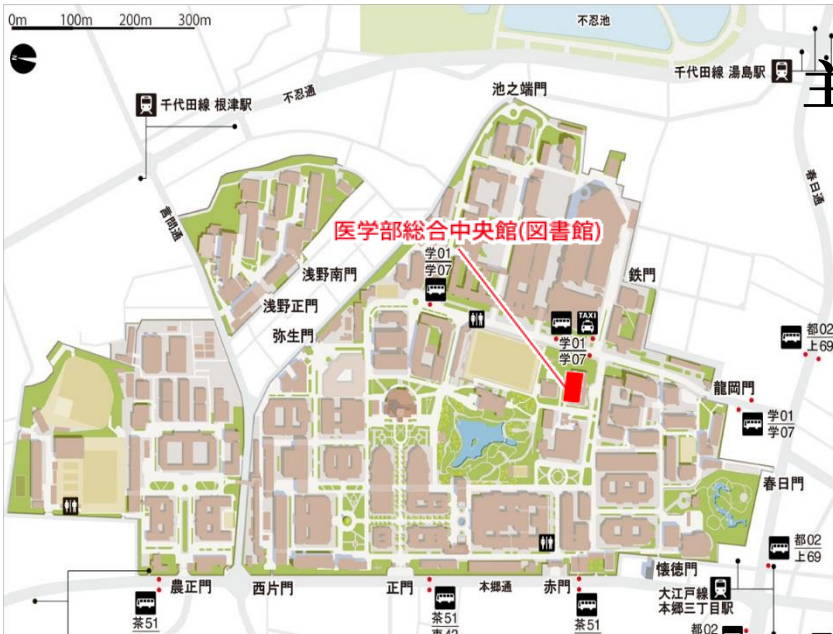 0m 100m 200m 300m
不忍池
N
千代田線 湯島駅
主
池之端門
千代田線 根津駅
不忍通
春日通
言問通
医学部総合中央館(図書館)
学01
学07
鉄門
浅野南門
浅野正門
弥生門
TAXI
学01
学07
都02
上69
龍岡門
学01
学07
春日門
都02
上69
懐徳門
農正門
西片門
正門
本郷通
赤門
大江戸線
本郷三丁目駅
茶51
茶51
東43
茶51
都02